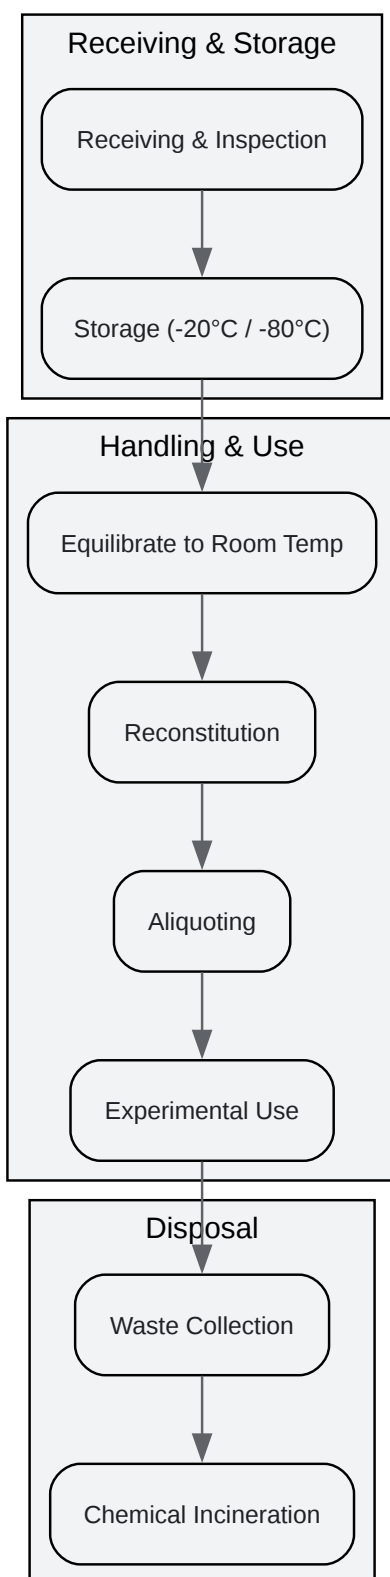 Receiving & Storage
Receiving & Inspection
Storage (-20°C / -80°C)
Handling & Use
Equilibrate to Room Temp
Reconstitution
Aliquoting
Experimental Use
Disposal
Waste Collection
Chemical Incineration